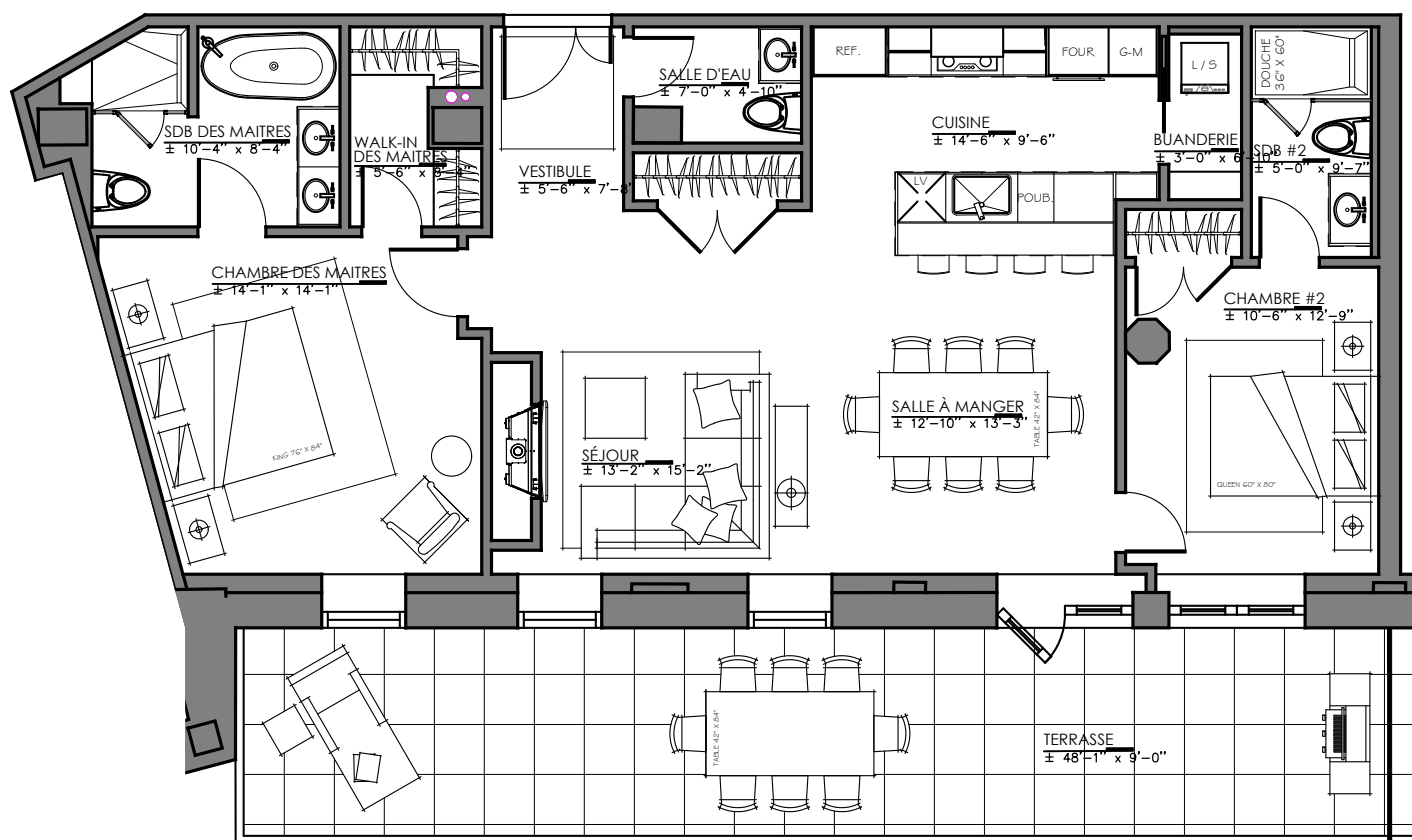 SDB DES MAITRES
± 10'-4" x 8'-4"
WALK-IN
DES MAITRES
± 5'-6" x 8'-4"
VESTIBULE
± 5'-6" x 7'-8"
SALLE D'EAU
± 7'-0" x 4'-10"
REF.
FOUR
G-M
CUISINE
± 14'-6" x 9'-6"
LV
POUB.
L / S
BUANDERIE
± 3'-0" x 6'-10"
DOUCHE
36" X 60"
SDB #2
± 5'-0" x 9'-7"
CHAMBRE DES MAITRES
± 14'-1" x 14'-1"
KING 76" X 84"
SÉJOUR
± 13'-2" x 15'-2"
SALLE À MANGER
± 12'-10" x 13'-3"
TABLE 42" X 84"
CHAMBRE #2
± 10'-6" x 12'-9"
QUEEN 60" X 80"
TABLE 42" X 84"
TERRASSE
± 48'-1" x 9'-0"